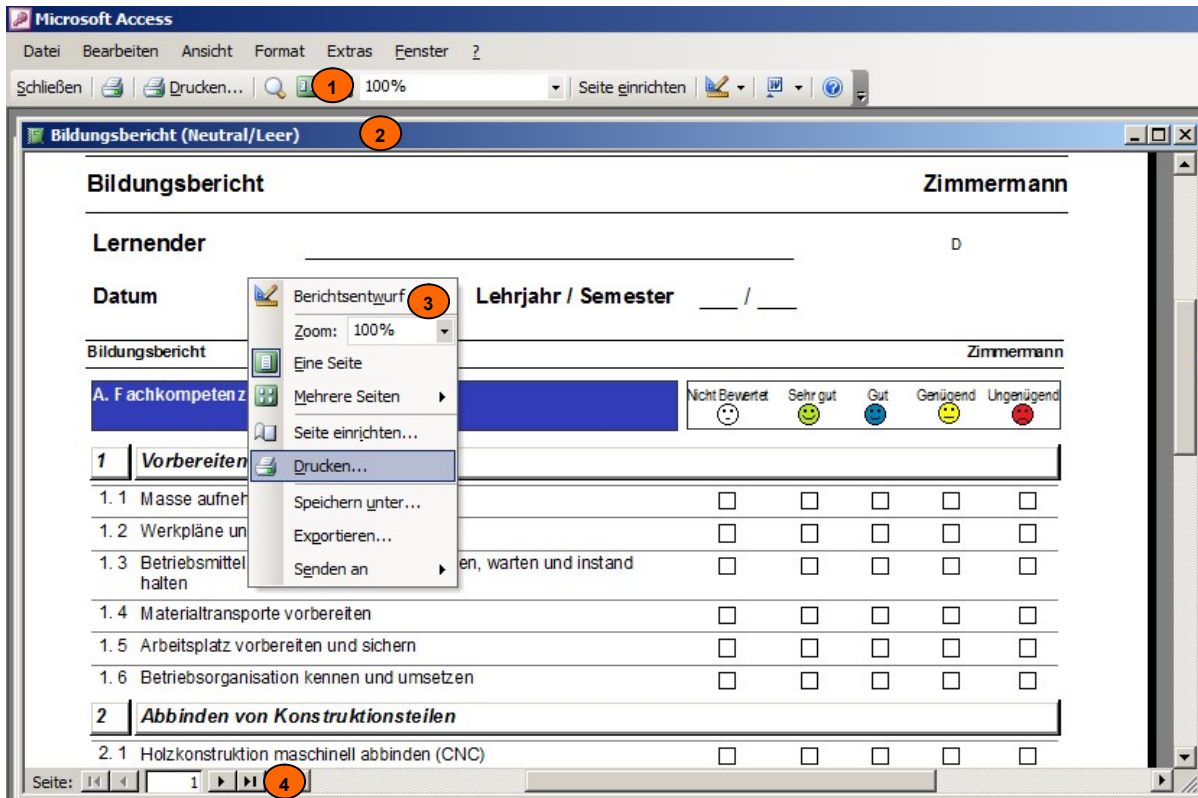 Microsoft Access
Datei Bearbeiten Ansicht Format Extras Fenster ?
Schließen Drucken... 1 100% Seite einrichten
Bildungsbericht (Neutral/Leer) 2
Bildungsbericht Zimmermann
Lernender D
Datum Lehrjahr / Semester ___ / ___
Berichtsentwurf 3
Zoom: 100%
Eine Seite
Mehrere Seiten
Seite einrichten...
Drucken...
Speichern unter...
Exportieren...
Senden an
Bildungsbericht Zimmermann
A. Fachkompetenz Nicht Bewertet Sehr gut Gut Genügend Ungenügend
1 Vorbereiten
1. 1 Masse aufneh
1. 2 Werkpläne un
1. 3 Betriebsmittel en, warten und instand
halten
1. 4 Materialtransporte vorbereiten
1. 5 Arbeitsplatz vorbereiten und sichern
1. 6 Betriebsorganisation kennen und umsetzen
2 Abbinden von Konstruktionsteilen
2. 1 Holzkonstruktion maschinell abbinden (CNC)
Seite: 1 4